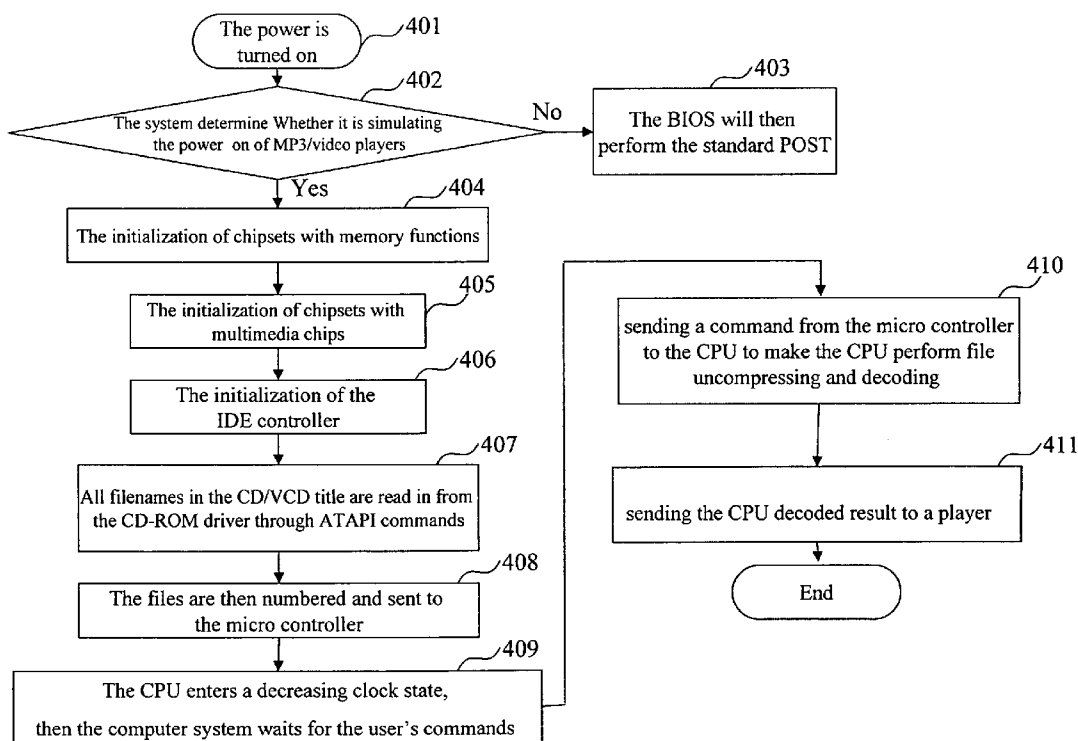 The power is
turned on
401
402
The system determine Whether it is simulating
the power on of MP3/video players
No
403
The BIOS will then
perform the standard POST
Yes
404
The initialization of chipsets with memory functions
405
The initialization of chipsets with
multimedia chips
406
The initialization of the
IDE controller
407
All filenames in the CD/VCD title are read in from
the CD-ROM driver through ATAPI commands
408
The files are then numbered and sent to
the micro controller
409
The CPU enters a decreasing clock state,
then the computer system waits for the user's commands
410
sending a command from the micro controller
to the CPU to make the CPU perform file
uncompressing and decoding
411
sending the CPU decoded result to a player
End